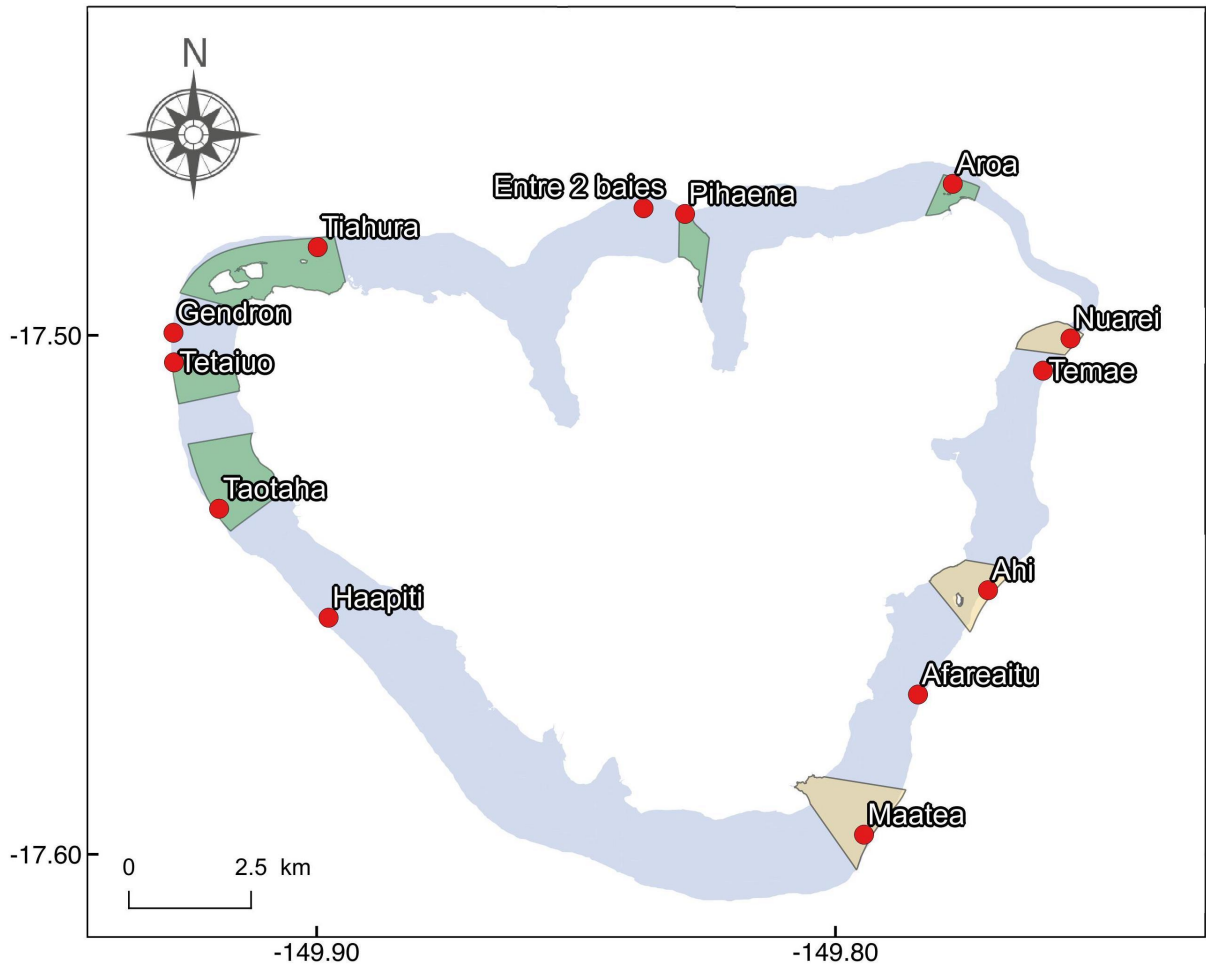 N
Aroa
Entre 2 baies
Pihaena
Tiahura
Gendron
Nuarei
-17.50
Tetaiuo
Temae
Taotaha
Ahi
Haapiti
Afareaitu
Maatea
-17.60
0 2.5 km
-149.90 -149.80